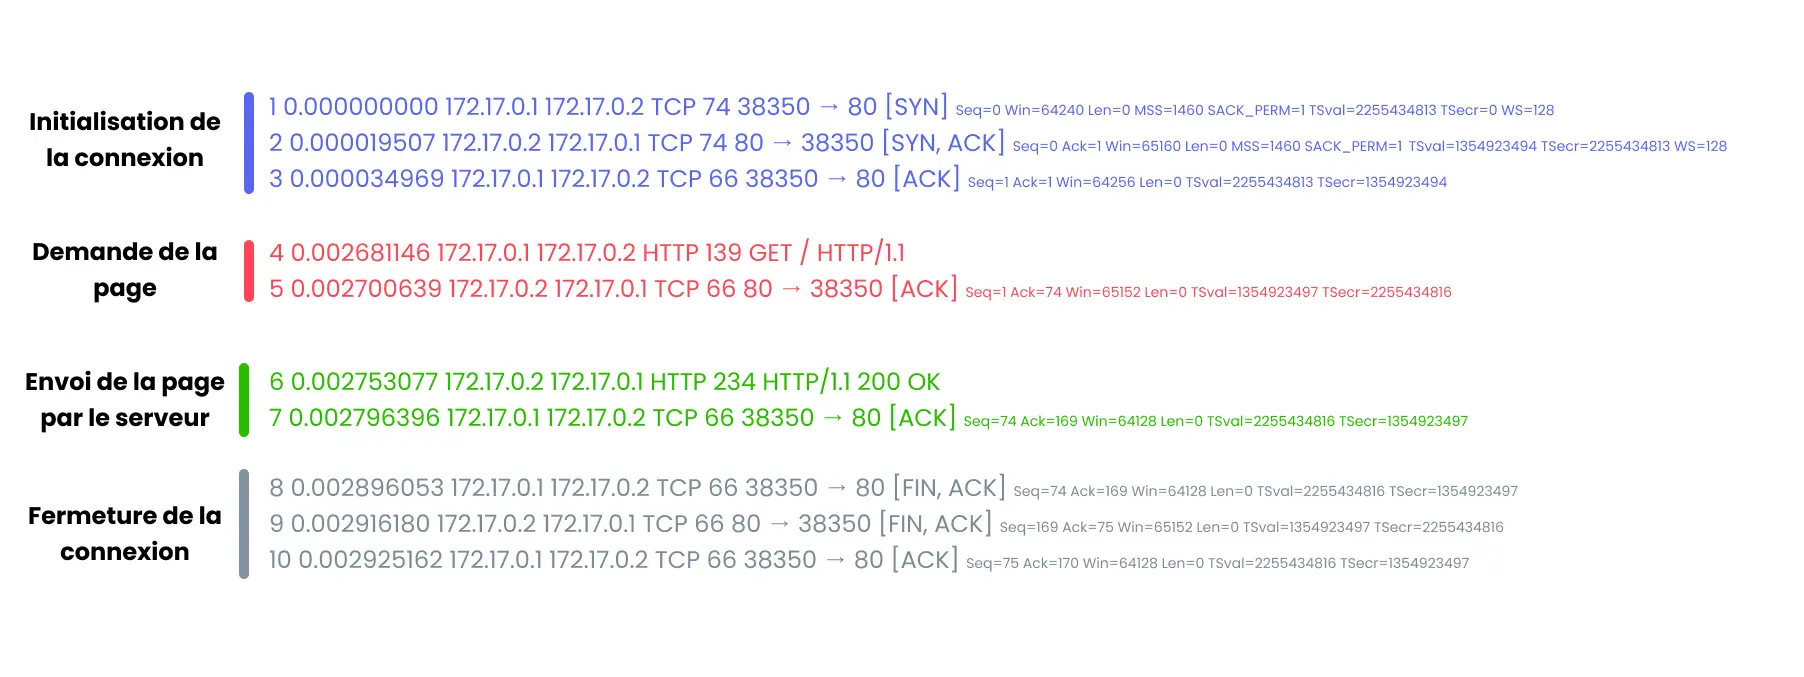 Initialisation de
la connexion
1 0.000000000 172.17.0.1 172.17.0.2 TCP 74 38350 → 80 [SYN] Seq=0 Win=64240 Len=0 MSS=1460 SACK_PERM=1 TSval=2255434813 TSecr=0 WS=128
2 0.000019507 172.17.0.2 172.17.0.1 TCP 74 80 → 38350 [SYN, ACK] Seq=0 Ack=1 Win=65160 Len=0 MSS=1460 SACK_PERM=1 TSval=1354923494 TSecr=2255434813 WS=128
3 0.000034969 172.17.0.1 172.17.0.2 TCP 66 38350 → 80 [ACK] Seq=1 Ack=1 Win=64256 Len=0 TSval=2255434813 TSecr=1354923494
Demande de la
page
4 0.002681146 172.17.0.1 172.17.0.2 HTTP 139 GET / HTTP/1.1
5 0.002700639 172.17.0.2 172.17.0.1 TCP 66 80 → 38350 [ACK] Seq=1 Ack=74 Win=65152 Len=0 TSval=1354923497 TSecr=2255434816
Envoi de la page
par le serveur
6 0.002753077 172.17.0.2 172.17.0.1 HTTP 234 HTTP/1.1 200 OK
7 0.002796396 172.17.0.1 172.17.0.2 TCP 66 38350 → 80 [ACK] Seq=74 Ack=169 Win=64128 Len=0 TSval=2255434816 TSecr=1354923497
Fermeture de la
connexion
8 0.002896053 172.17.0.1 172.17.0.2 TCP 66 38350 → 80 [FIN, ACK] Seq=74 Ack=169 Win=64128 Len=0 TSval=2255434816 TSecr=1354923497
9 0.002916180 172.17.0.2 172.17.0.1 TCP 66 80 → 38350 [FIN, ACK] Seq=169 Ack=75 Win=65152 Len=0 TSval=1354923497 TSecr=2255434816
10 0.002925162 172.17.0.1 172.17.0.2 TCP 66 38350 → 80 [ACK] Seq=75 Ack=170 Win=64128 Len=0 TSval=2255434816 TSecr=1354923497